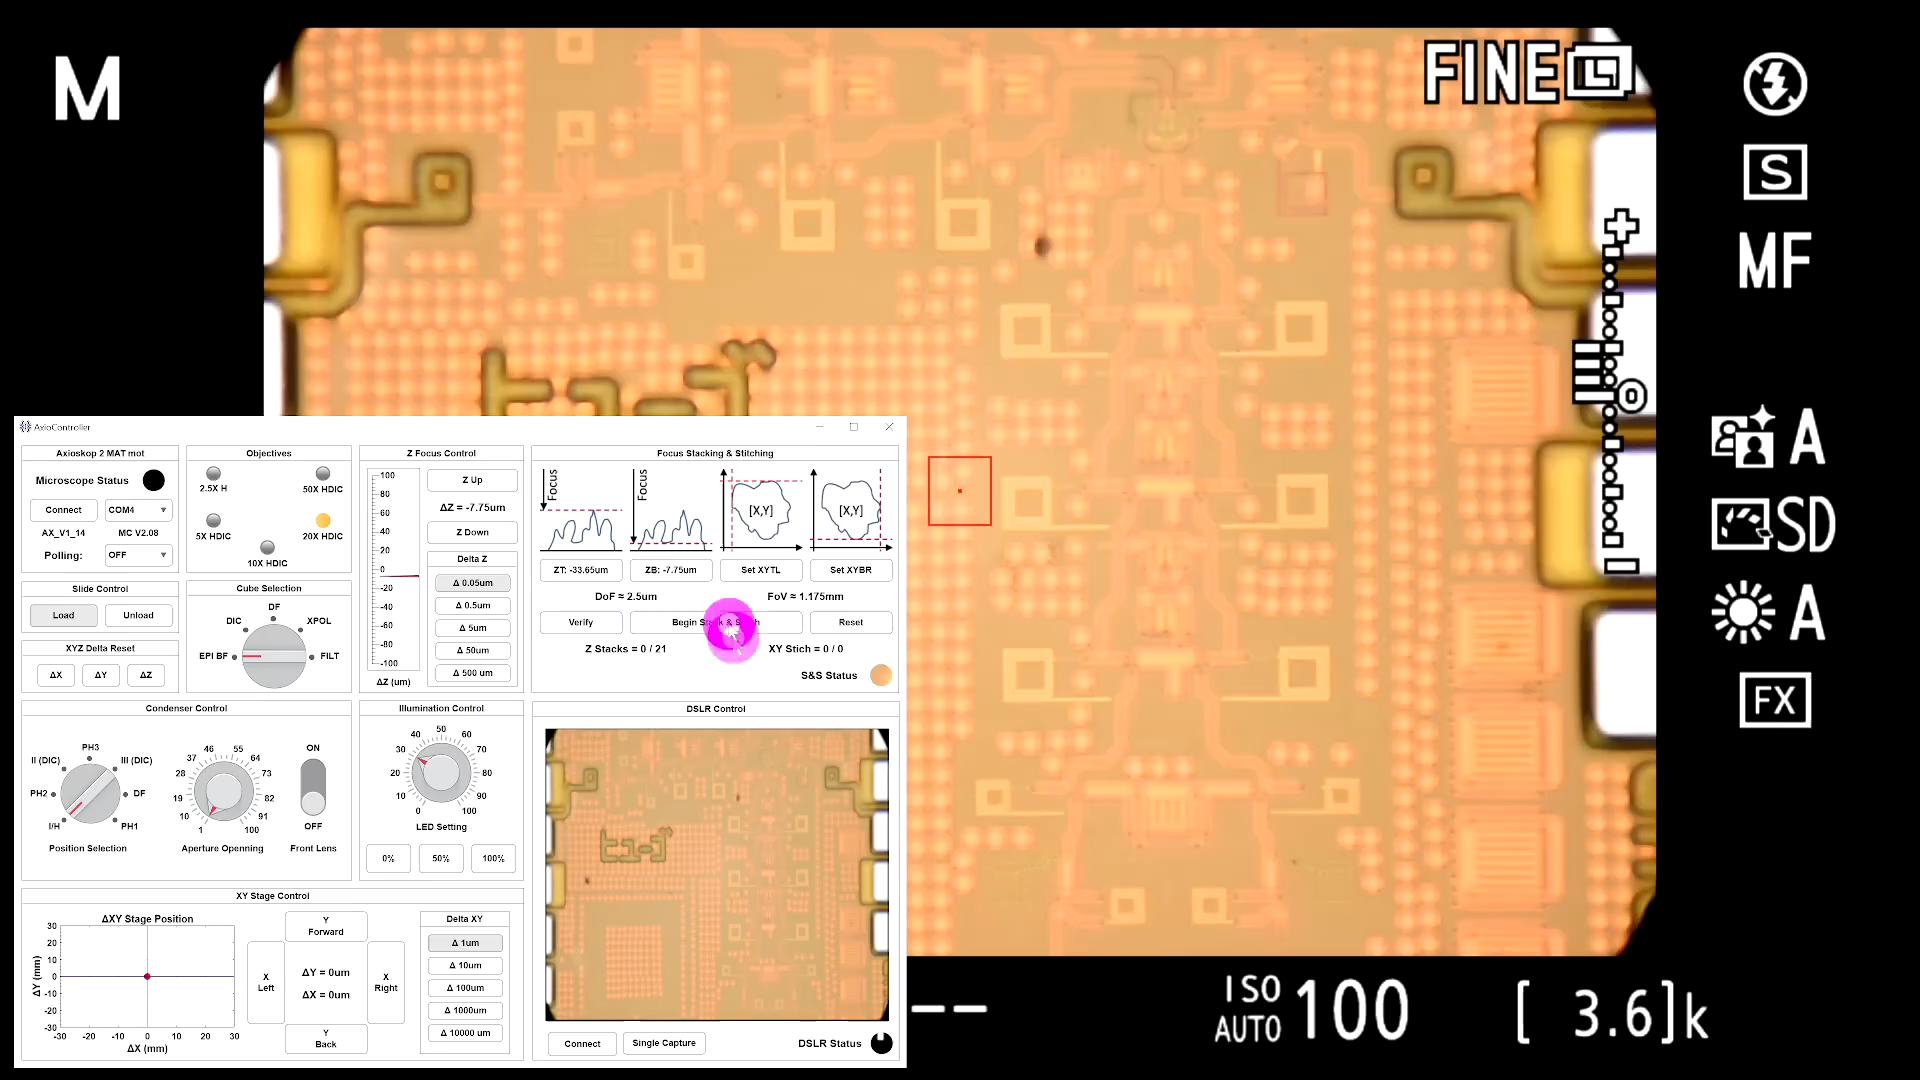 M
FINE L
S
MF
A
SD
A
FX
ISO
AUTO 100
[ 3.6]k
AxioController
Axioskop 2 MAT mot
Microscope Status
Connect
COM4
AX_V1_14
MC V2.08
Polling:
OFF
Slide Control
Load
Unload
XYZ Delta Reset
ΔX
ΔY
ΔZ
Objectives
2.5X H
50X HDIC
5X HDIC
20X HDIC
10X HDIC
Cube Selection
DF
DIC
XPOL
EPI BF
FILT
Z Focus Control
100
80
60
40
20
0
-20
-40
-60
-80
-100
ΔZ (um)
Z Up
ΔZ = -7.75um
Z Down
Delta Z
Δ 0.05um
Δ 0.5um
Δ 5um
Δ 50um
Δ 500 um
Focus Stacking & Stitching
Focus
Focus
[X,Y]
[X,Y]
ZT: -33.65um
ZB: -7.75um
Set XYTL
Set XYBR
DoF ≈ 2.5um
FoV ≈ 1.175mm
Verify
Reset
Z Stacks = 0 / 21
XY Stich = 0 / 0
S&S Status
Condenser Control
PH3
II (DIC)
III (DIC)
PH2
DF
I/H
PH1
Position Selection
46
55
37
64
28
73
19
82
10
91
1
100
Aperture Openning
ON
OFF
Front Lens
Illumination Control
50
40
60
30
70
20
80
10
90
0
100
LED Setting
0%
50%
100%
DSLR Control
Connect
Single Capture
DSLR Status
XY Stage Control
ΔXY Stage Position
30
20
10
0
-10
-20
-30
ΔY (mm)
-30
-20
-10
0
10
20
30
ΔX (mm)
Y
Forward
X
Left
ΔY = 0um
ΔX = 0um
X
Right
Y
Back
Delta XY
Δ 1um
Δ 10um
Δ 100um
Δ 1000um
Δ 10000 um